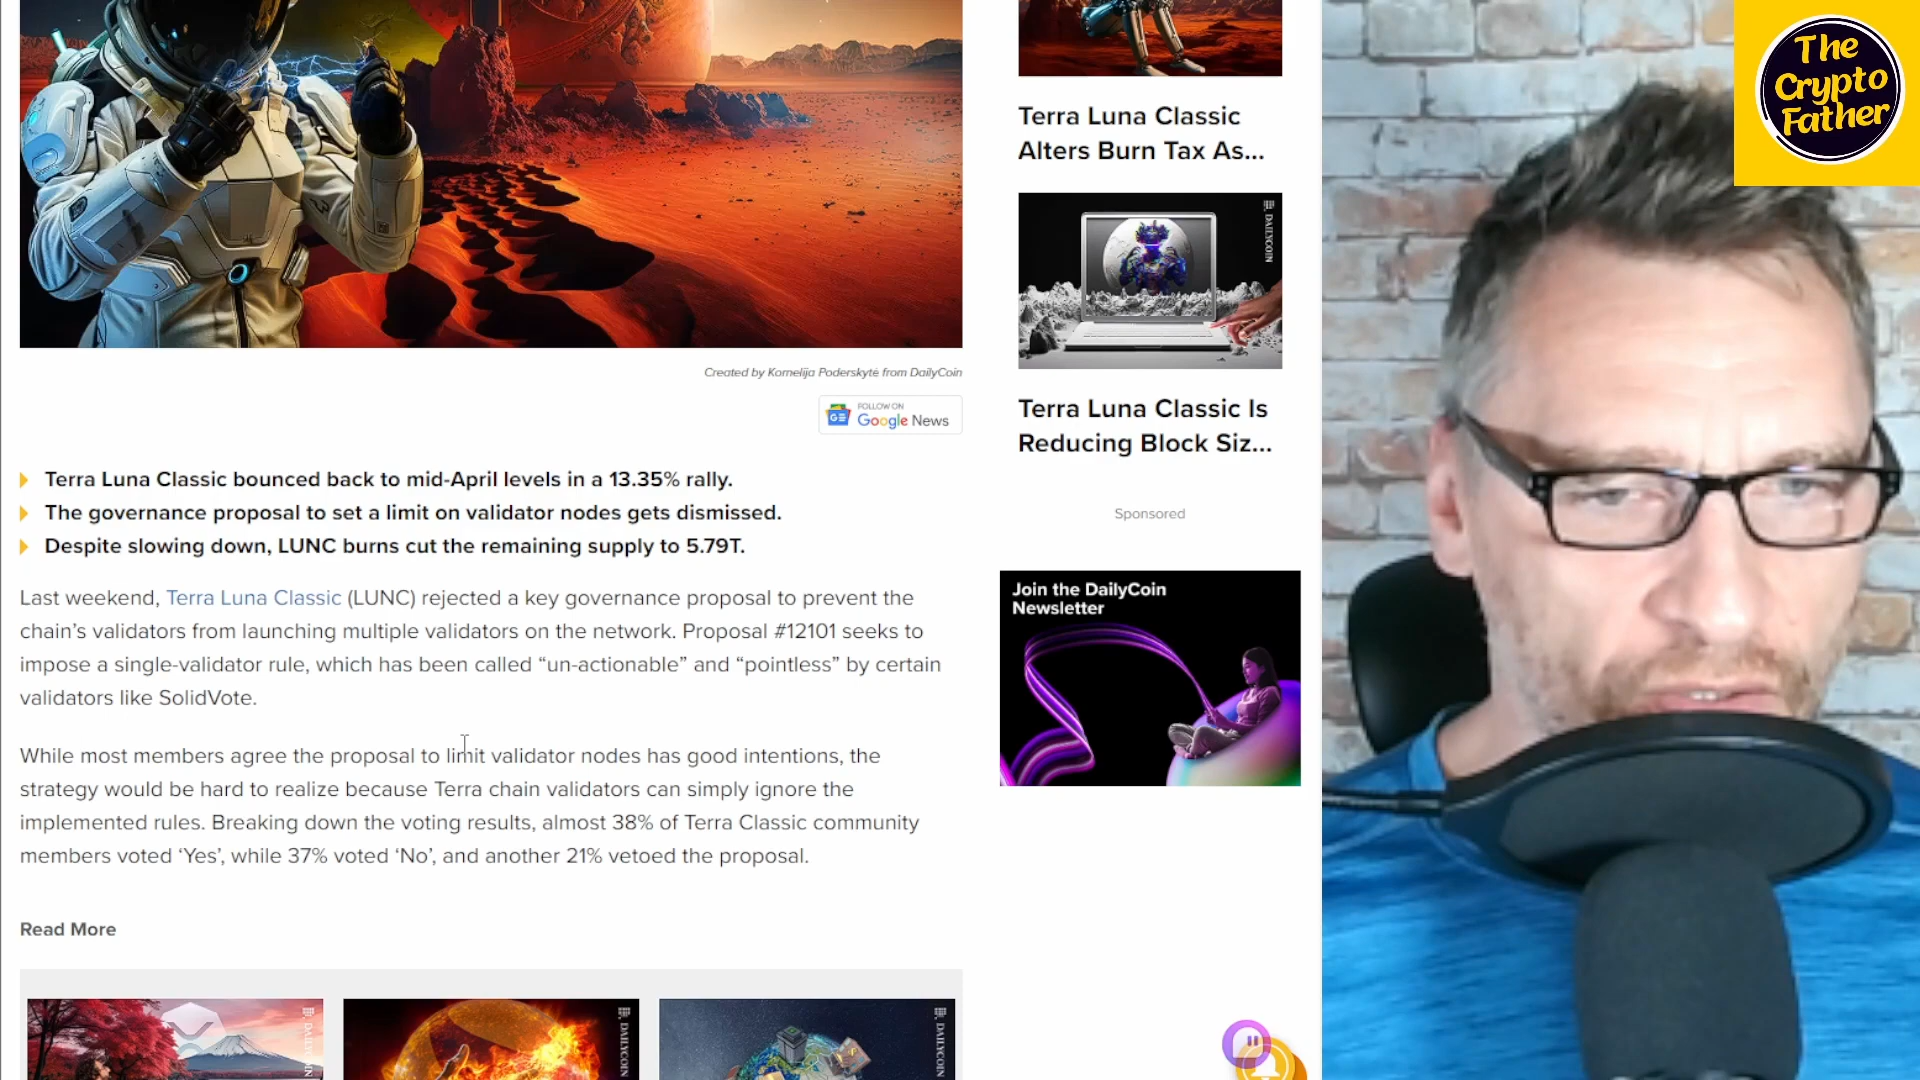 The
Crypto
Father
Terra Luna Classic
Alters Burn Tax As...
DAILYCOIN
Created by Kornelija Poderskytė from DailyCoin
FOLLOW ON
Google News
Terra Luna Classic Is
Reducing Block Siz...
Terra Luna Classic bounced back to mid-April levels in a 13.35% rally.
The governance proposal to set a limit on validator nodes gets dismissed.
Despite slowing down, LUNC burns cut the remaining supply to 5.79T.
Sponsored
Join the DailyCoin
Newsletter
Last weekend, Terra Luna Classic (LUNC) rejected a key governance proposal to prevent the
chain’s validators from launching multiple validators on the network. Proposal #12101 seeks to
impose a single-validator rule, which has been called “un-actionable” and “pointless” by certain
validators like SolidVote.
While most members agree the proposal to limit validator nodes has good intentions, the
strategy would be hard to realize because Terra chain validators can simply ignore the
implemented rules. Breaking down the voting results, almost 38% of Terra Classic community
members voted ‘Yes’, while 37% voted ‘No’, and another 21% vetoed the proposal.
Read More
DAILYCOIN
DAILYCOIN
DAILYCOIN